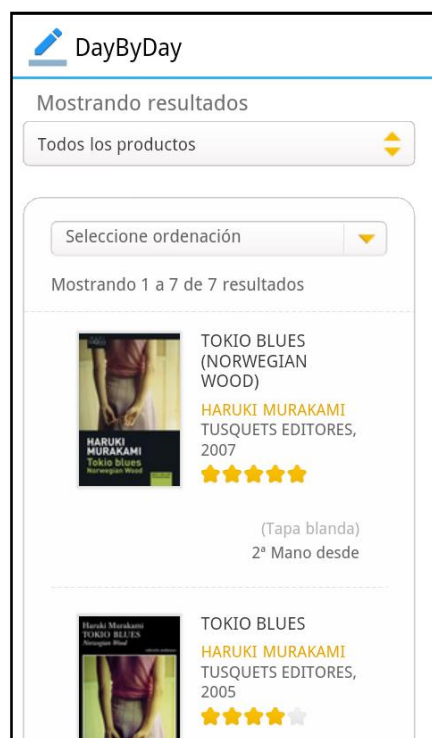 DayByDay
Mostrando resultados
Todos los productos
Seleccione ordenación
Mostrando 1 a 7 de 7 resultados
TOKIO BLUES
(NORWEGIAN
WOOD)
HARUKI MURAKAMI
TUSQUETS EDITORES,
2007
HARUKI
MURAKAMI
Tokio blues
Norwegian Wood
(Tapa blanda)
2ª Mano desde
Haruki Murakami
TOKIO BLUES
Norwegian Wood
TOKIO BLUES
HARUKI MURAKAMI
TUSQUETS EDITORES,
2005